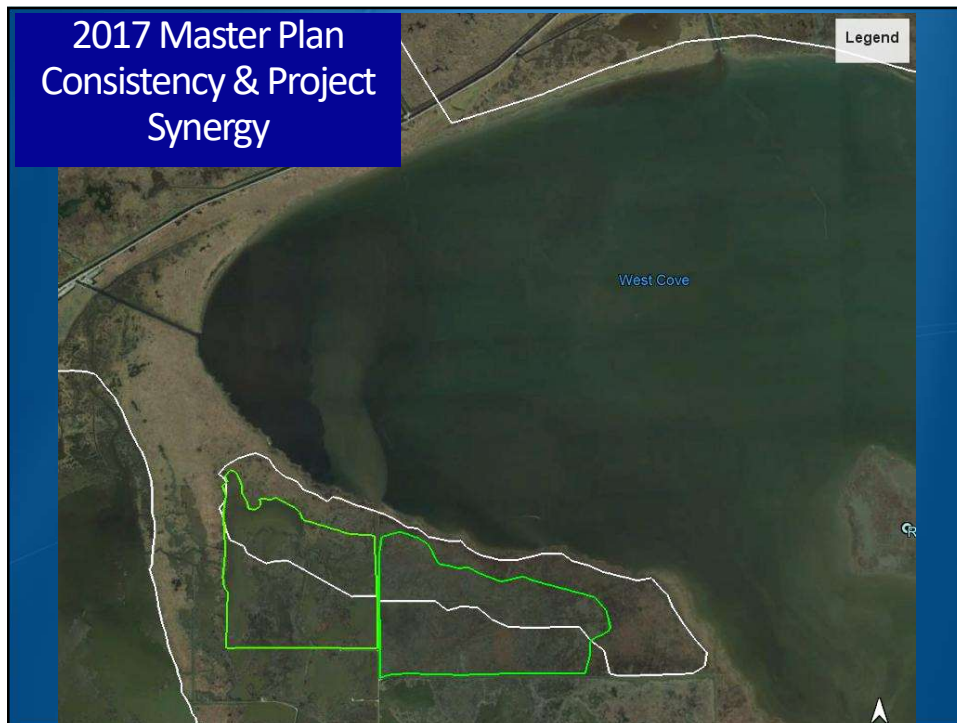 2017 Master Plan
Consistency & Project
Synergy
Legend
West Cove
R